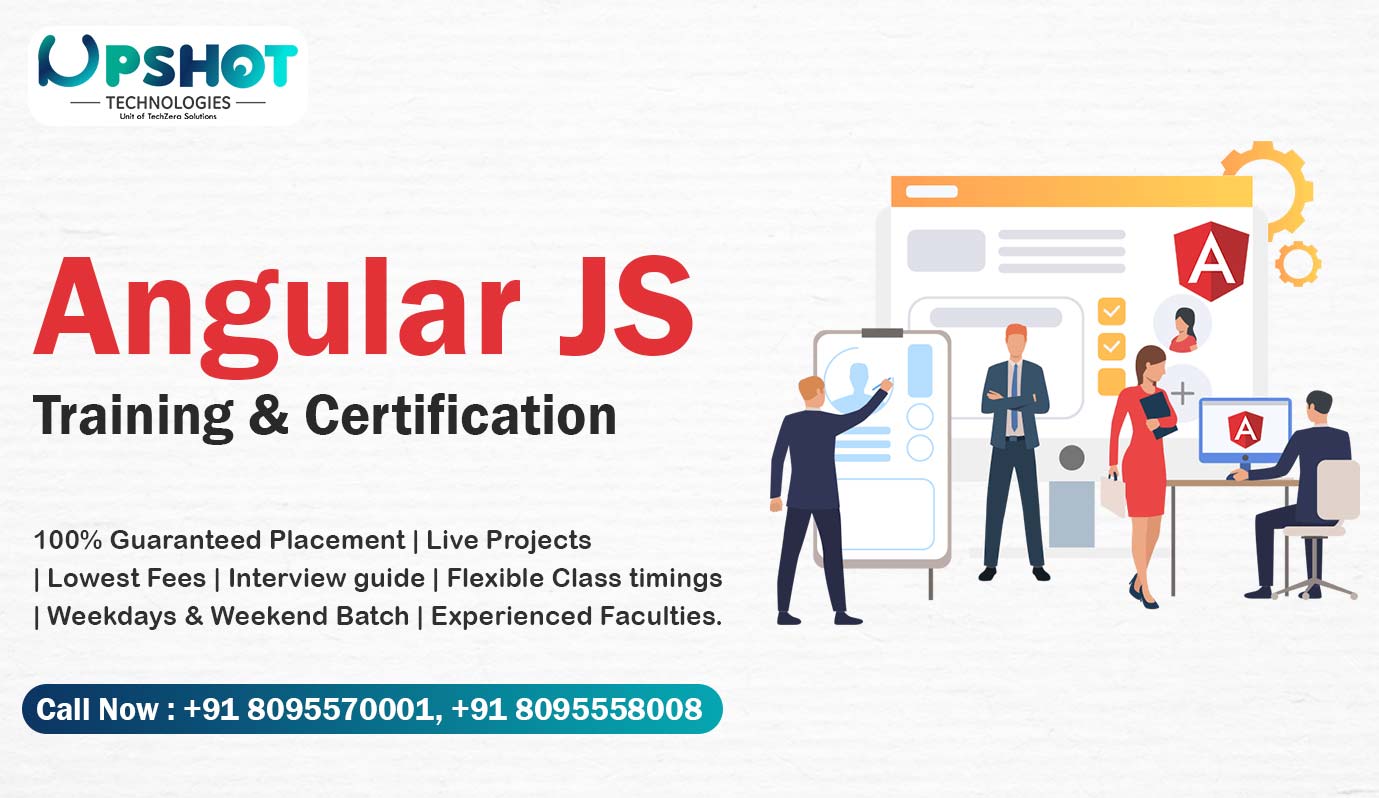 UPSHOT
TECHNOLOGIES
Unit of TechZera Solutions
Angular JS
Training & Certification
100% Guaranteed Placement | Live Projects
| Lowest Fees | Interview guide | Flexible Class timings
| Weekdays & Weekend Batch | Experienced Faculties.
Call Now : +91 8095570001, +91 8095558008
A
A